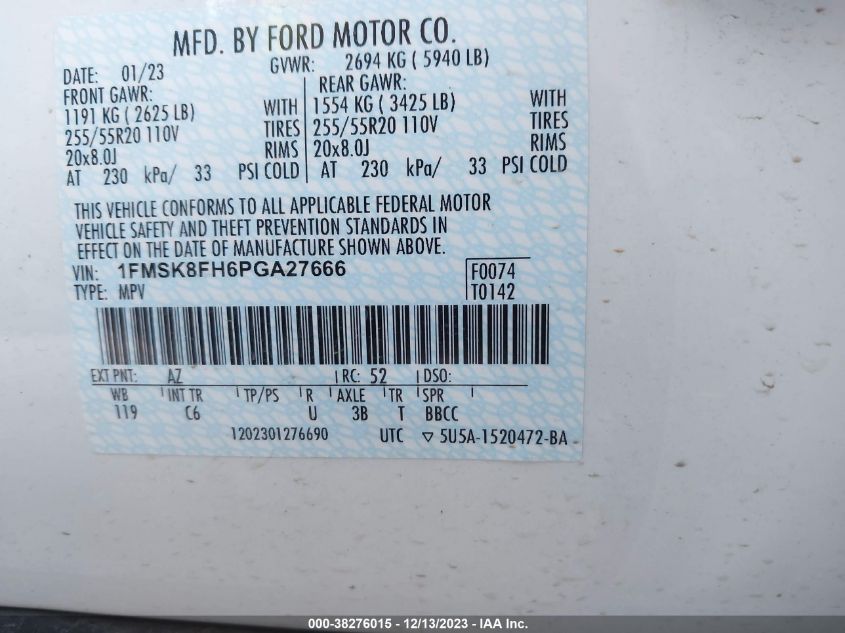 MFD. BY FORD MOTOR CO.
DATE: 01/23 GVWR: 2694 KG ( 5940 LB)
FRONT GAWR: REAR GAWR:
1191 KG ( 2625 LB) WITH 1554 KG ( 3425 LB) WITH
255/55R20 110V TIRES 255/55R20 110V TIRES
20x8.0J RIMS 20x8.0J RIMS
AT 230 kPa/ 33 PSI COLD AT 230 kPa/ 33 PSI COLD
THIS VEHICLE CONFORMS TO ALL APPLICABLE FEDERAL MOTOR
VEHICLE SAFETY AND THEFT PREVENTION STANDARDS IN
EFFECT ON THE DATE OF MANUFACTURE SHOWN ABOVE.
VIN: 1FMSK8FH6PGA27666 F0074
TYPE: MPV T0142
EXT PNT: AZ RC: 52 DSO:
WB INT TR TP/PS R AXLE TR SPR
119 C6 U 3B T BBCC
1202301276690 UTC ▽ 5U5A-1520472-BA
000-38276015 - 12/13/2023 - IAA Inc.